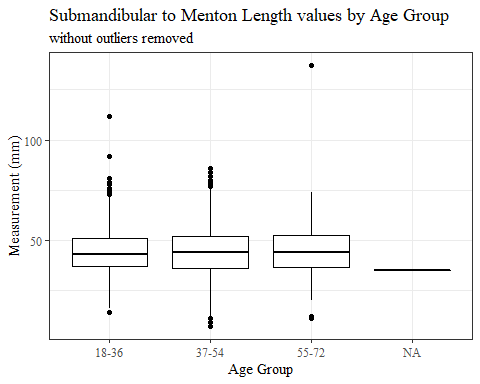 Submandibular to Menton Length values by Age Group
without outliers removed
Measurement (mm)
100
50
18-36
37-54
55-72
NA
Age Group